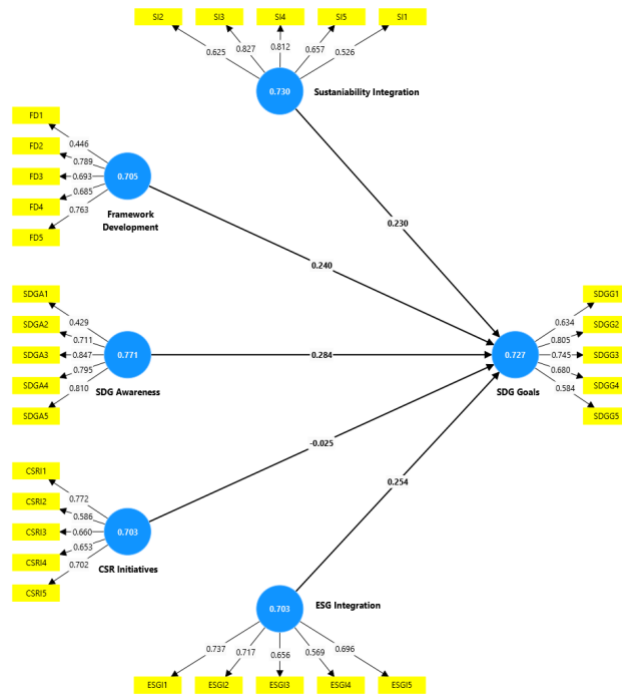 SI2 SI3 SI4 SI5 SI1
0.625 0.827 0.812 0.657 0.526
0.730 Sustaniability Integration
FD1
FD2
FD3
FD4
FD5
0.446
0.789
0.693
0.685
0.763
0.705
Framework
Development
0.230
0.240
SDGA1
SDGA2
SDGA3
SDGA4
SDGA5
0.429
0.711
0.847
0.795
0.810
0.771
SDG Awareness
0.284
0.727
SDG Goals
0.634
0.805
0.745
0.680
0.584
SDGG1
SDGG2
SDGG3
SDGG4
SDGG5
-0.025
0.254
CSRI1
CSRI2
CSRI3
CSRI4
CSRI5
0.772
0.586
0.660
0.653
0.702
0.703
CSR Initiatives
0.703 ESG Integration
0.737 0.717 0.656 0.569 0.696
ESGI1 ESGI2 ESGI3 ESGI4 ESGI5